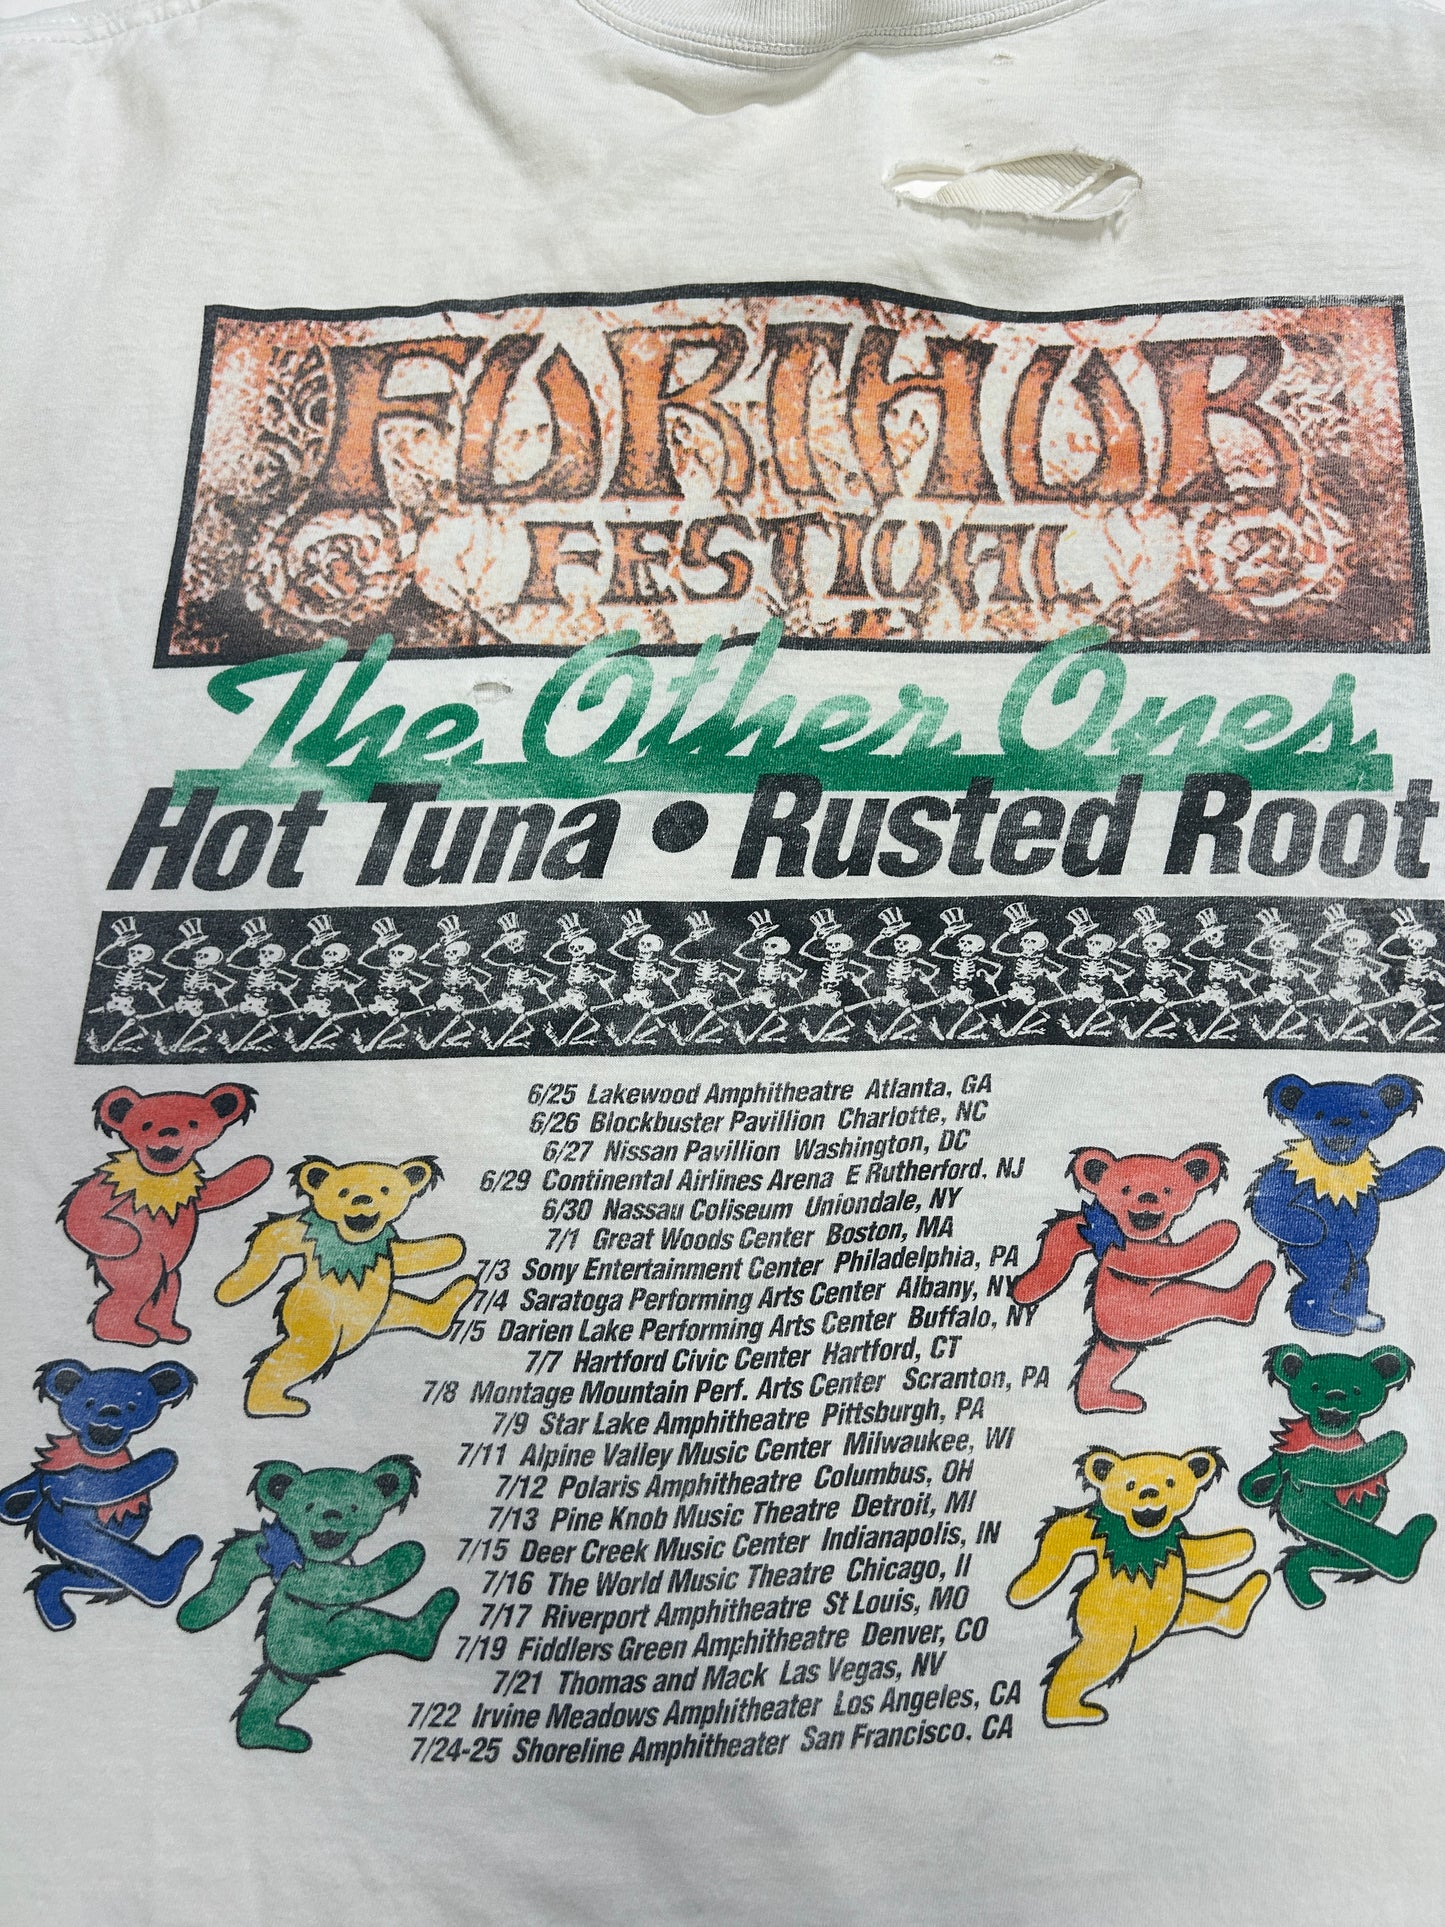 FURTHUR
FESTIVAL
The Other Ones
Hot Tuna • Rusted Root
6/25 Lakewood Amphitheatre Atlanta, GA
6/26 Blockbuster Pavillion Charlotte, NC
6/27 Nissan Pavillion Washington, DC
6/29 Continental Airlines Arena E Rutherford, NJ
6/30 Nassau Coliseum Uniondale, NY
7/1 Great Woods Center Boston, MA
7/3 Sony Entertainment Center Philadelphia, PA
7/4 Saratoga Performing Arts Center Albany, NY
7/5 Darien Lake Performing Arts Center Buffalo, NY
7/7 Hartford Civic Center Hartford, CT
7/8 Montage Mountain Perf. Arts Center Scranton, PA
7/9 Star Lake Amphitheatre Pittsburgh, PA
7/11 Alpine Valley Music Center Milwaukee, WI
7/12 Polaris Amphitheatre Columbus, OH
7/13 Pine Knob Music Theatre Detroit, MI
7/15 Deer Creek Music Center Indianapolis, IN
7/16 The World Music Theatre Chicago, Il
7/17 Riverport Amphitheatre St Louis, MO
7/19 Fiddlers Green Amphitheatre Denver, CO
7/21 Thomas and Mack Las Vegas, NV
7/22 Irvine Meadows Amphitheater Los Angeles, CA
7/24-25 Shoreline Amphitheater San Francisco, CA